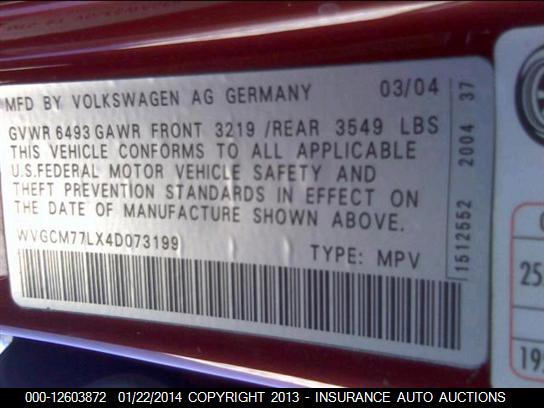 MFD BY VOLKSWAGEN AG GERMANY 03/04
GVWR 6493 GAWR FRONT 3219 /REAR 3549 LBS
THIS VEHICLE CONFORMS TO ALL APPLICABLE
U.S.FEDERAL MOTOR VEHICLE SAFETY AND
THEFT PREVENTION STANDARDS IN EFFECT ON
THE DATE OF MANUFACTURE SHOWN ABOVE.
WVGCM77LX4D073199
TYPE: MPV
1512552 2004 37
25
195
000-12603872 01/22/2014 COPYRIGHT 2013 - INSURANCE AUTO AUCTIONS